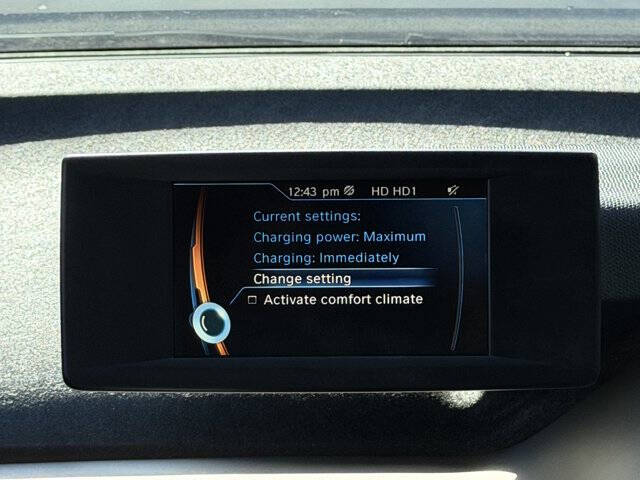 12:43 pm HD HD1
Current settings:
Charging power: Maximum
Charging: Immediately
Change setting
Activate comfort climate